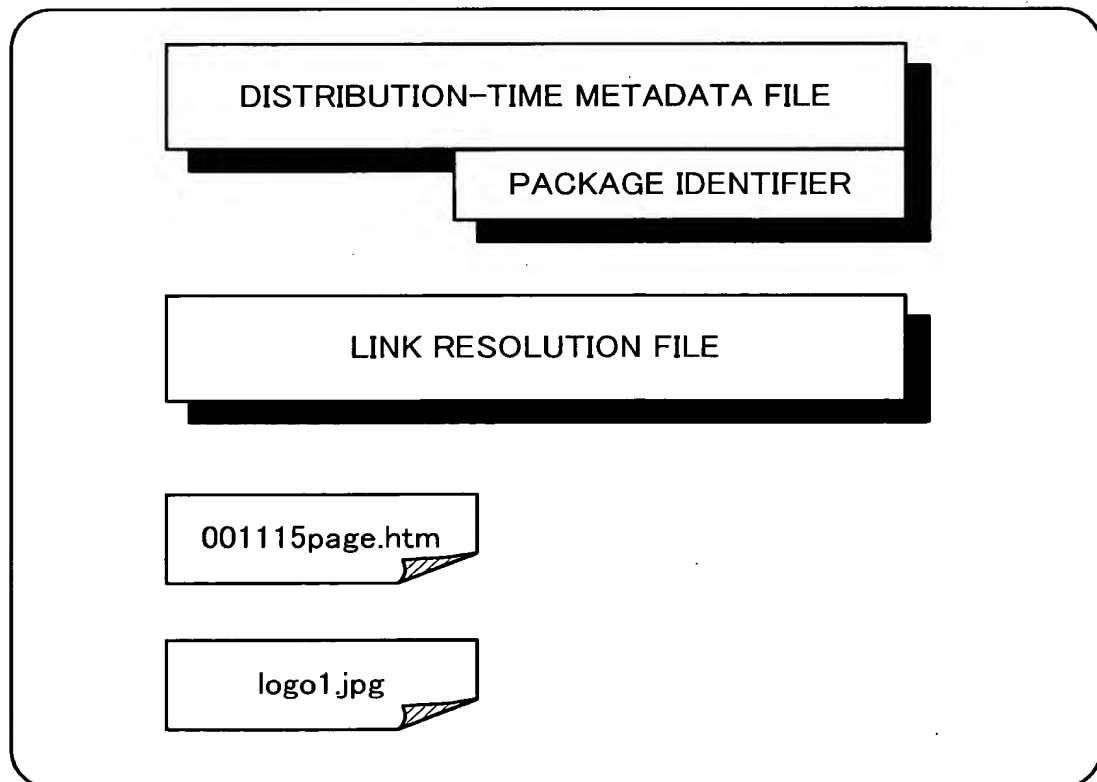 DISTRIBUTION-TIME METADATA FILE
PACKAGE IDENTIFIER
LINK RESOLUTION FILE
001115page.htm
logo1.jpg